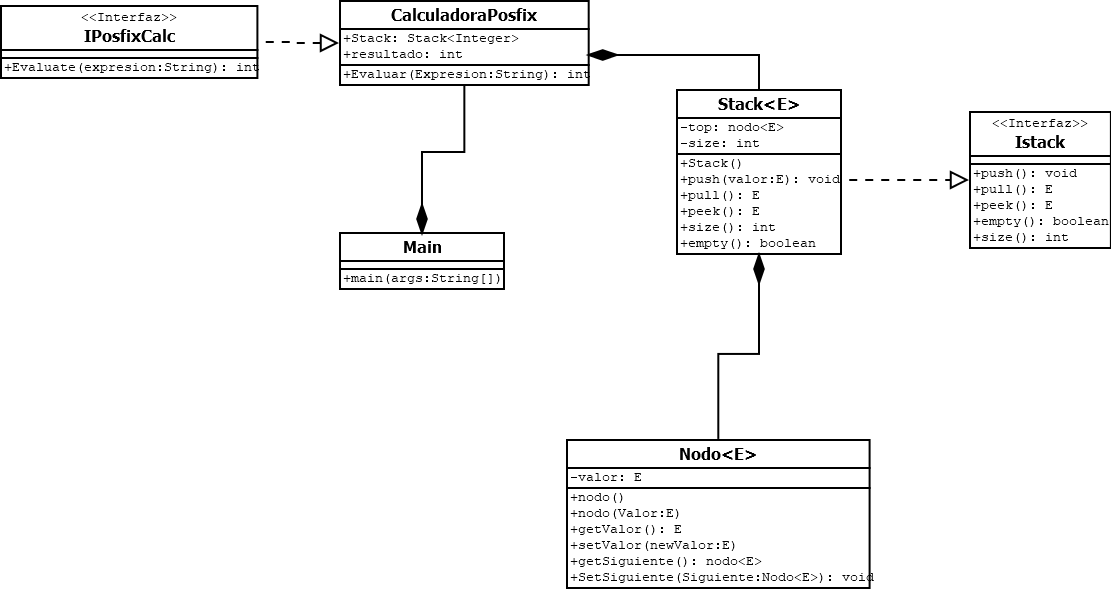 <<Interfaz>>
IPosfixCalc
+Evaluate(expresion:String): int
CalculadoraPosfix
+Stack: Stack<Integer>
+resultado: int
+Evaluar(Expresion:String): int
Stack<E>
-top: nodo<E>
-size: int
+Stack()
+push(valor:E): void
+pull(): E
+peek(): E
+size(): int
+empty(): boolean
<<Interfaz>>
Istack
+push(): void
+pull(): E
+peek(): E
+empty(): boolean
+size(): int
Main
+main(args:String[])
Nodo<E>
-valor: E
+nodo()
+nodo(Valor:E)
+getValor(): E
+setValor(newValor:E)
+getSiguiente(): nodo<E>
+SetSiguiente(Siguiente:Nodo<E>): void